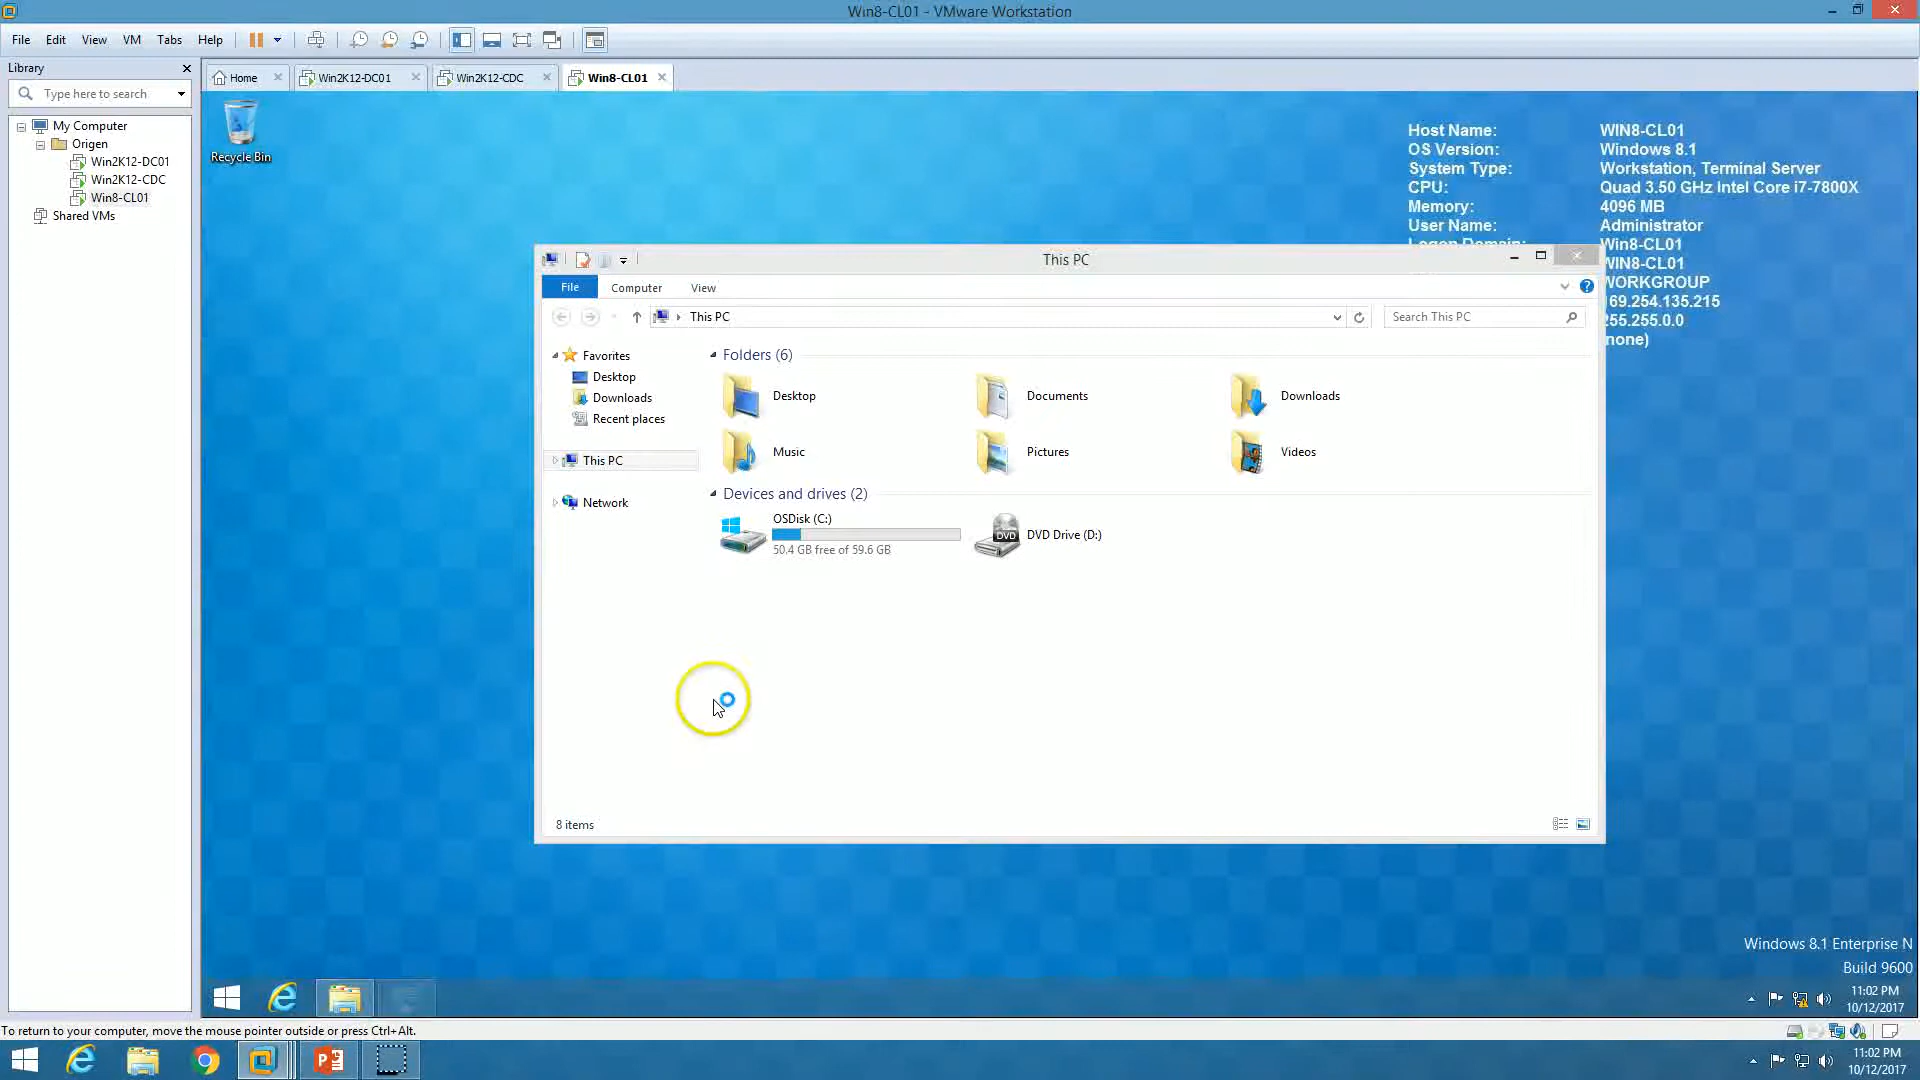 Win8-CL01 - VMware Workstation
File Edit View VM Tabs Help
Library
Type here to search
My Computer
Origen
Win2K12-DC01
Win2K12-CDC
Win8-CL01
Shared VMs
Home Win2K12-DC01 Win2K12-CDC Win8-CL01
Recycle Bin
Host Name: WIN8-CL01
OS Version: Windows 8.1
System Type: Workstation, Terminal Server
CPU: Quad 3.50 GHz Intel Core i7-7800X
Memory: 4096 MB
User Name: Administrator
Logon Domain: Win8-CL01
WIN8-CL01
WORKGROUP
169.254.135.215
255.255.0.0
none)
This PC
File Computer View
This PC
Search This PC
Favorites
Desktop
Downloads
Recent places
This PC
Network
Folders (6)
Desktop Documents Downloads
Music Pictures Videos
Devices and drives (2)
OSDisk (C:)
50.4 GB free of 59.6 GB
DVD
DVD Drive (D:)
8 items
Windows 8.1 Enterprise N
Build 9600
11:02 PM
10/12/2017
To return to your computer, move the mouse pointer outside or press Ctrl+Alt.
11:02 PM
10/12/2017